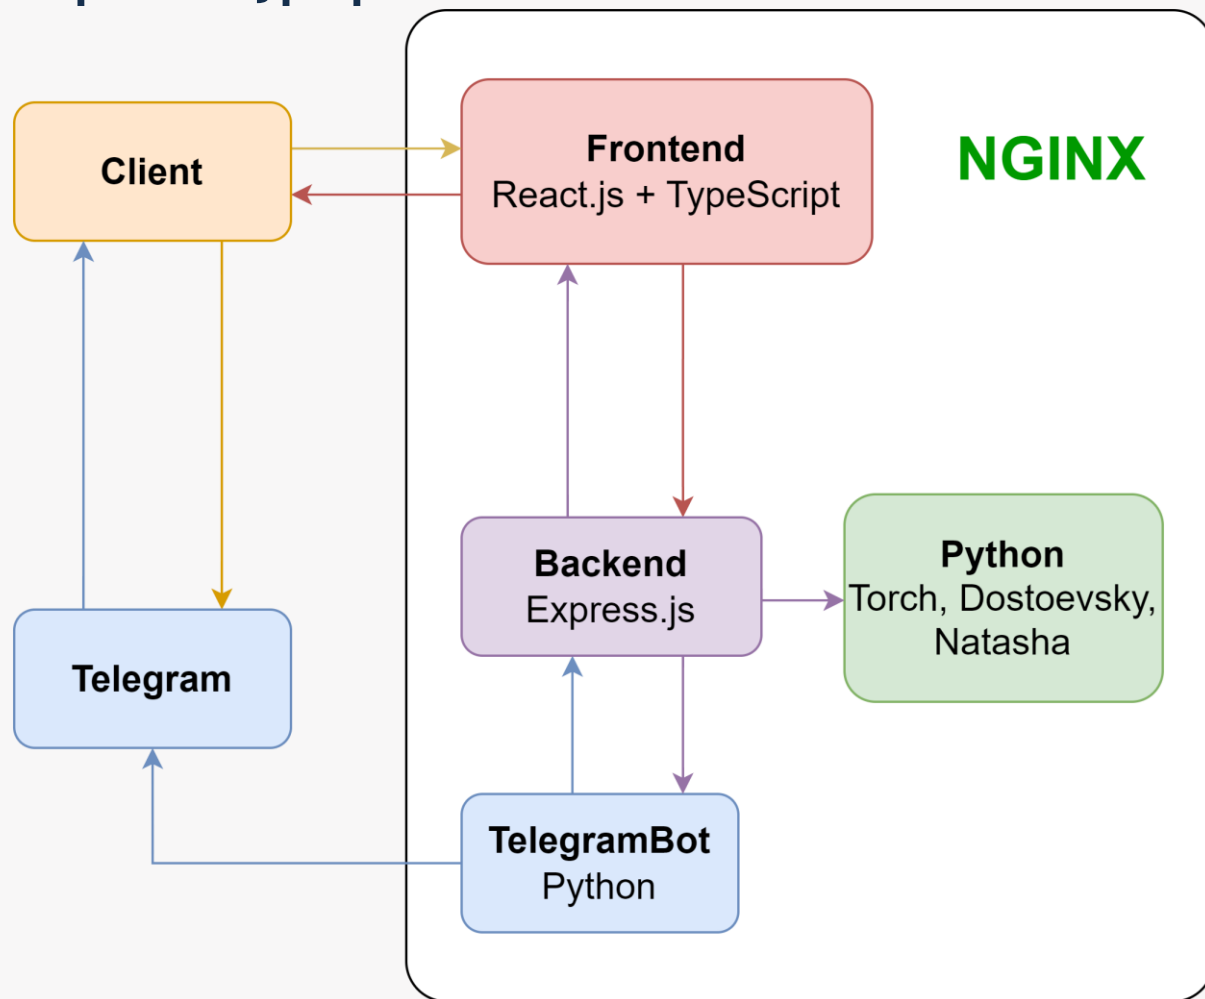 Client
Frontend
React.js + TypeScript
NGINX
Backend
Express.js
Python
Torch, Dostoevsky,
Natasha
Telegram
TelegramBot
Python